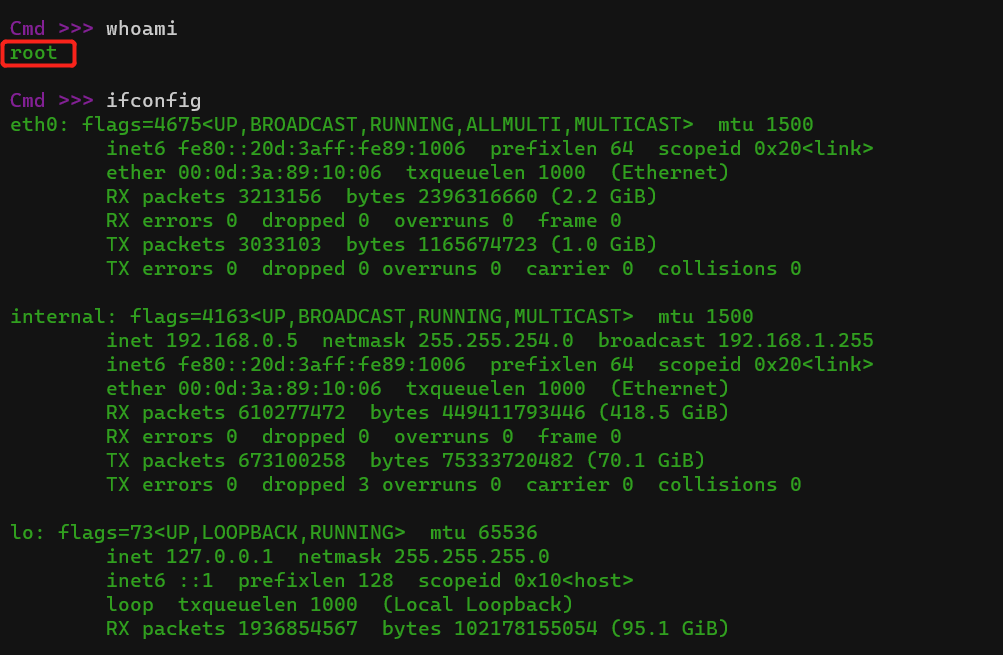 Cmd >>> whoami
root
Cmd >>> ifconfig
eth0: flags=4675<UP,BROADCAST,RUNNING,ALLMULTI,MULTICAST>  mtu 1500
inet6 fe80::20d:3aff:fe89:1006  prefixlen 64  scopeid 0x20<link>
ether 00:0d:3a:89:10:06  txqueuelen 1000  (Ethernet)
RX packets 3213156  bytes 2396316660 (2.2 GiB)
RX errors 0  dropped 0  overruns 0  frame 0
TX packets 3033103  bytes 1165674723 (1.0 GiB)
TX errors 0  dropped 0 overruns 0  carrier 0  collisions 0
internal: flags=4163<UP,BROADCAST,RUNNING,MULTICAST>  mtu 1500
inet 192.168.0.5  netmask 255.255.254.0  broadcast 192.168.1.255
inet6 fe80::20d:3aff:fe89:1006  prefixlen 64  scopeid 0x20<link>
ether 00:0d:3a:89:10:06  txqueuelen 1000  (Ethernet)
RX packets 610277472  bytes 449411793446 (418.5 GiB)
RX errors 0  dropped 0  overruns 0  frame 0
TX packets 673100258  bytes 75333720482 (70.1 GiB)
TX errors 0  dropped 3 overruns 0  carrier 0  collisions 0
lo: flags=73<UP,LOOPBACK,RUNNING>  mtu 65536
inet 127.0.0.1  netmask 255.255.255.0
inet6 ::1  prefixlen 128  scopeid 0x10<host>
loop  txqueuelen 1000  (Local Loopback)
RX packets 1936854567  bytes 102178155054 (95.1 GiB)